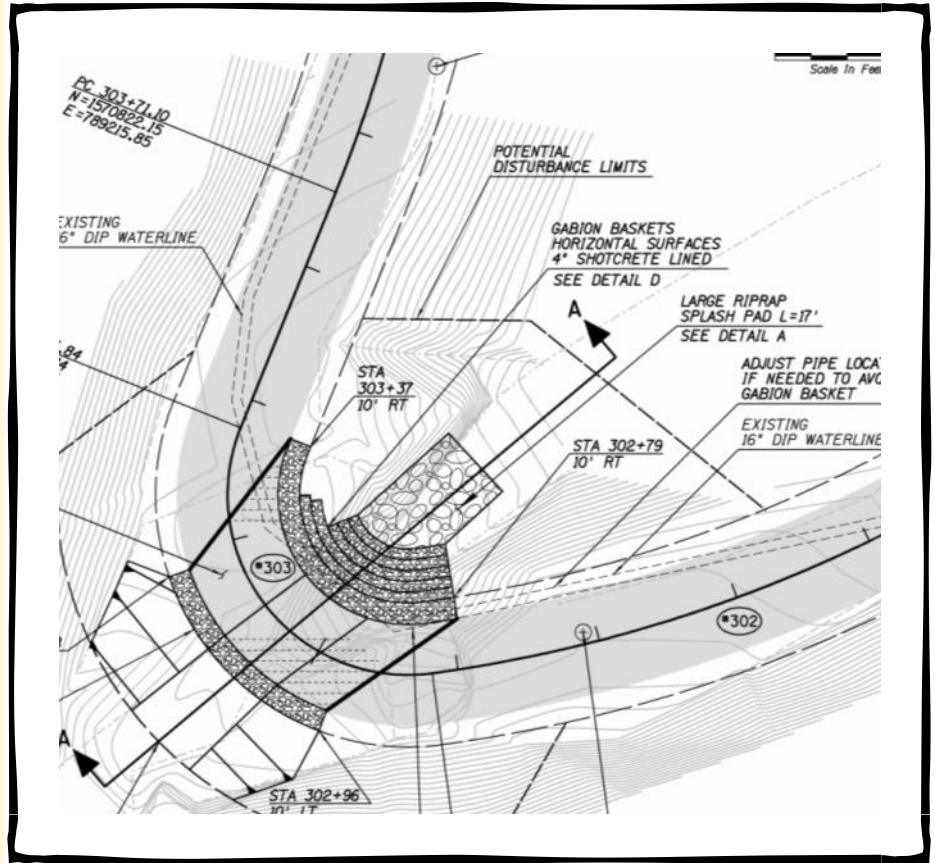 Scale In Fee
PC 303+71.10
N=1570822.15
E=789215.85
POTENTIAL
DISTURBANCE LIMITS
EXISTING
6" DIP WATERLINE
GABION BASKETS
HORIZONTAL SURFACES
4" SHOTCRETE LINED
SEE DETAIL D
A
LARGE RIPRAP
SPLASH PAD L=17'
SEE DETAIL A
.84
4
STA
303+37
10' RT
ADJUST PIPE LOCA
IF NEEDED TO AVO
GABION BASKET
STA 302+79
10' RT
EXISTING
16" DIP WATERLINE
303
302
A
STA 302+96
10' LT